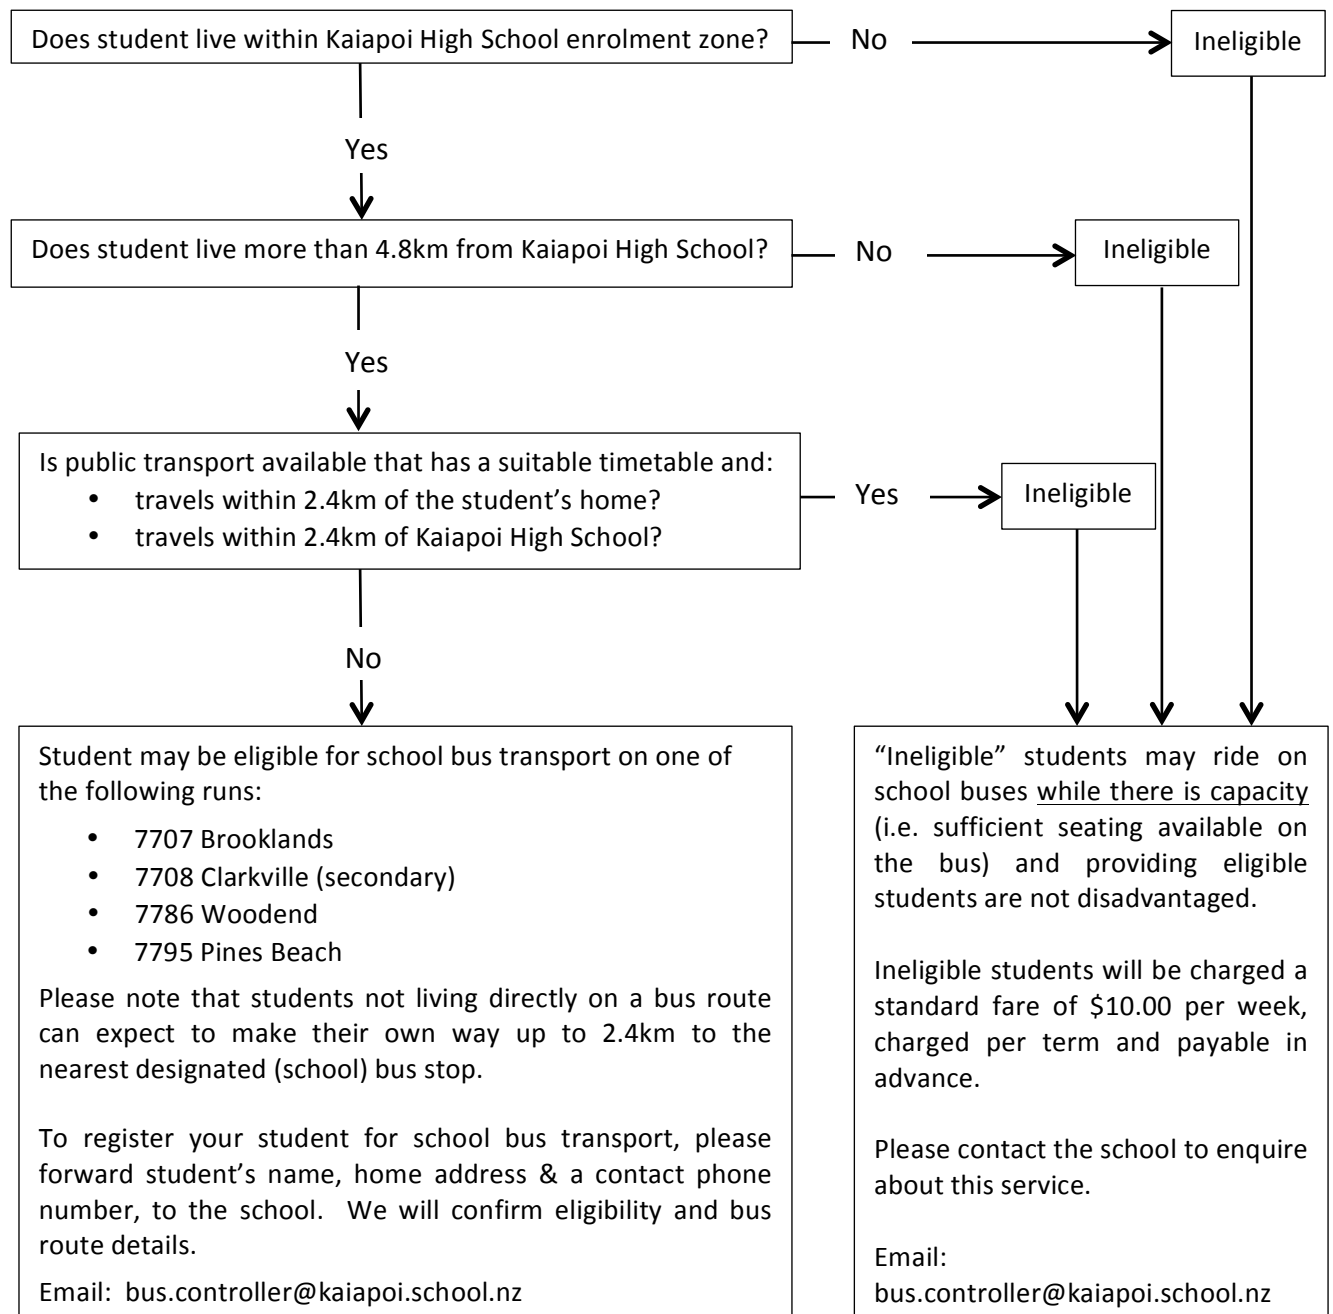 Does student live within Kaiapoi High School enrolment zone?
No
Ineligible
Yes
Does student live more than 4.8km from Kaiapoi High School?
No
Ineligible
Yes
Is public transport available that has a suitable timetable and:
• travels within 2.4km of the student’s home?
• travels within 2.4km of Kaiapoi High School?
Yes
Ineligible
No
Student may be eligible for school bus transport on one of
the following runs:
• 7707 Brooklands
• 7708 Clarkville (secondary)
• 7786 Woodend
• 7795 Pines Beach
Please note that students not living directly on a bus route
can expect to make their own way up to 2.4km to the
nearest designated (school) bus stop.
To register your student for school bus transport, please
forward student’s name, home address & a contact phone
number, to the school. We will confirm eligibility and bus
route details.
Email: bus.controller@kaiapoi.school.nz
“Ineligible” students may ride on
school buses while there is capacity
(i.e. sufficient seating available on
the bus) and providing eligible
students are not disadvantaged.
Ineligible students will be charged a
standard fare of $10.00 per week,
charged per term and payable in
advance.
Please contact the school to enquire
about this service.
Email:
bus.controller@kaiapoi.school.nz